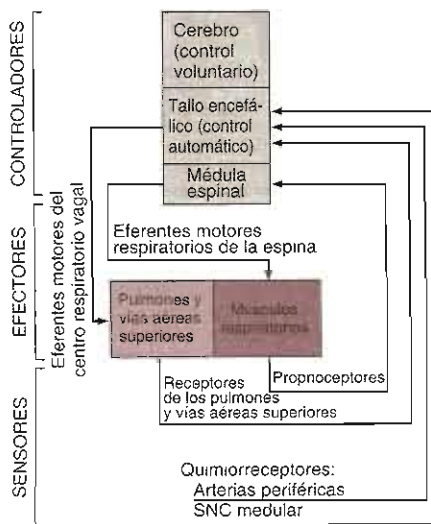 CONTROLADORES
Cerebro
(control
voluntario)
Tallo encefá-
lico (control
automático)
Médula
espinal
EFECTORES
Eferentes motores del
centro respiratorio vagal
Eferentes motores
respiratorios de la espina
Pulmones y
vías aéreas
superiores
Músculos
respiratorios
SENSORES
Propnoceptores
Receptores
de los pulmones
y vías aéreas superiores
Quimiorreceptores:
Arterias periféricas
SNC medular